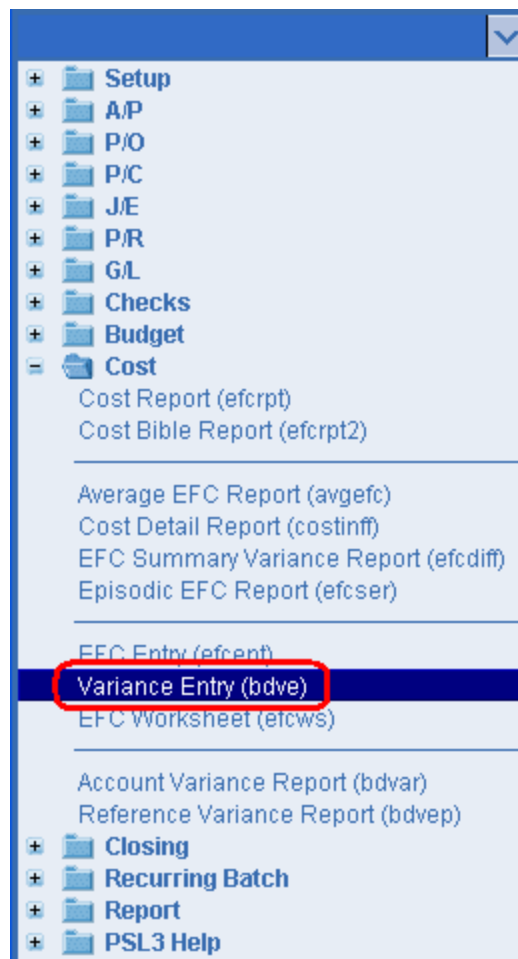 Setup
A/P
P/O
P/C
J/E
P/R
G/L
Checks
Budget
Cost
Cost Report (efcrpt)
Cost Bible Report (efcrpt2)
Average EFC Report (avgefc)
Cost Detail Report (costinff)
EFC Summary Variance Report (efcdiff)
Episodic EFC Report (efcser)
EFC Entry (efcent)
Variance Entry (bdve)
EFC Worksheet (efcws)
Account Variance Report (bdvar)
Reference Variance Report (bdvep)
Closing
Recurring Batch
Report
PSL3 Help